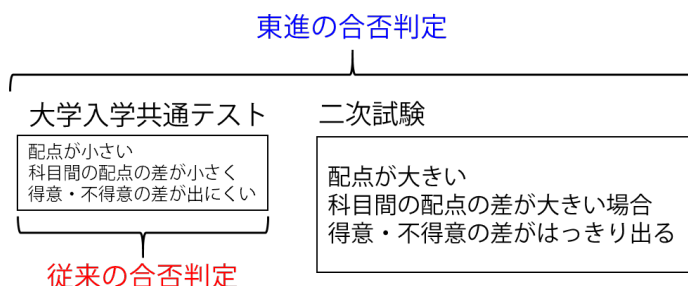 東進の合否判定
大学入学共通テスト
配点が小さい
科目間の配点の差が小さく
得意・不得意の差が出にくい
従来の合否判定
二次試験
配点が大きい
科目間の配点の差が大きい場合
得意・不得意の差がはっきり出る